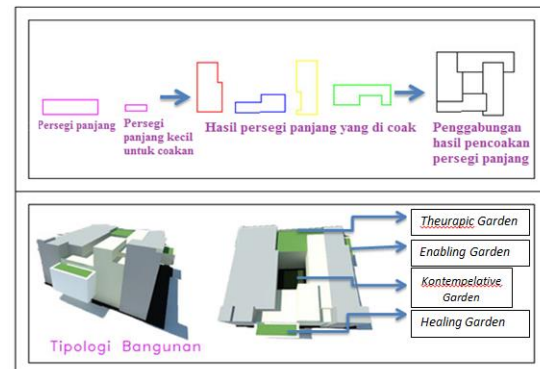 Persegi panjang
Persegi
panjang kecil
untuk coakan
Hasil persegi panjang yang di coak
Penggabungan
hasil pencoakan
persegi panjang
Theurapic Garden
Enabling Garden
Kontempelative
Garden
Healing Garden
Tipologi Bangunan